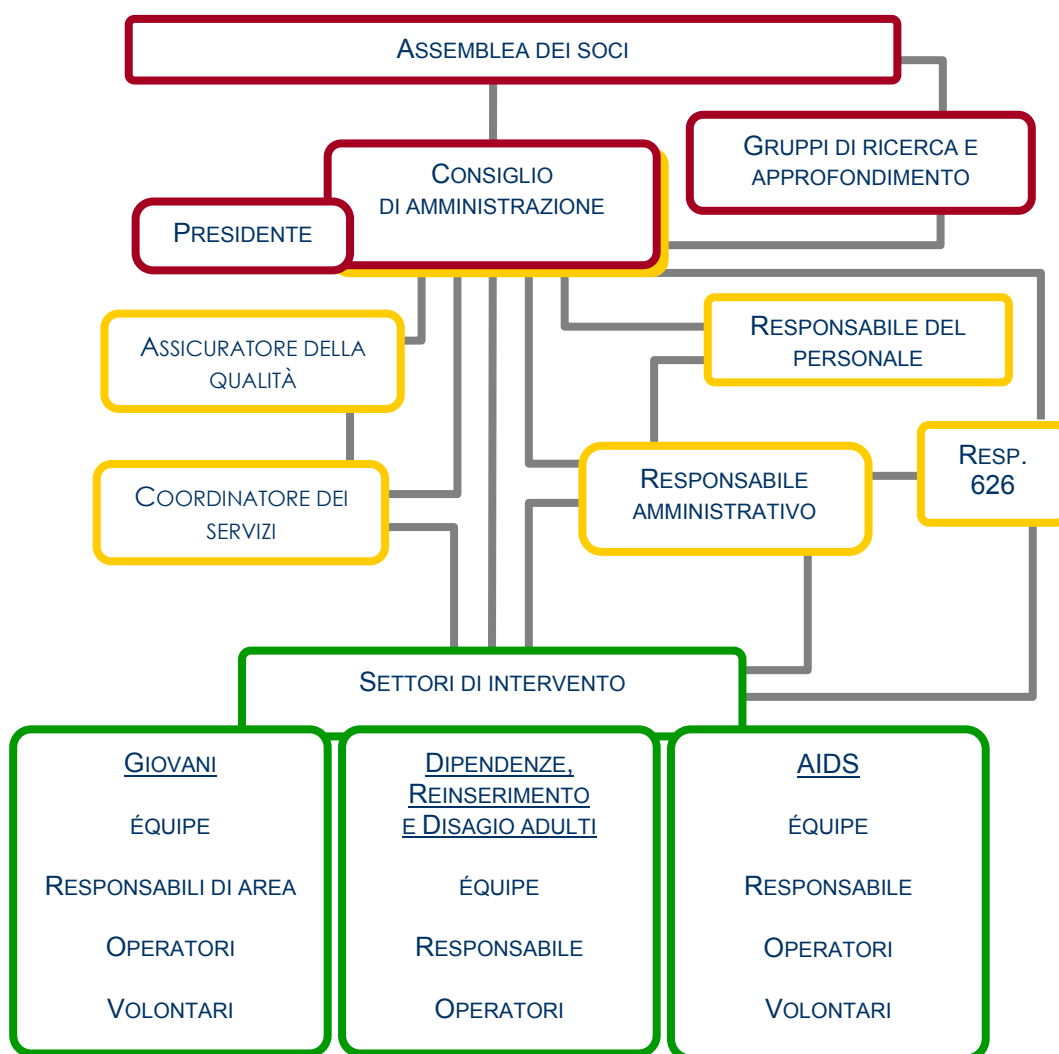 ASSEMBLEA DEI SOCI
GRUPPI DI RICERCA E
APPROFONDIMENTO
CONSIGLIO
DI AMMINISTRAZIONE
PRESIDENTE
ASSICURATORE DELLA
QUALITÀ
RESPONSABILE DEL
PERSONALE
COORDINATORE DEI
SERVIZI
RESPONSABILE
AMMINISTRATIVO
RESP.
626
SETTORI DI INTERVENTO
GIOVANI
ÉQUIPE
RESPONSABILI DI AREA
OPERATORI
VOLONTARI
DIPENDENZE,
REINSERIMENTO
E DISAGIO ADULTI
ÉQUIPE
RESPONSABILE
OPERATORI
AIDS
ÉQUIPE
RESPONSABILE
OPERATORI
VOLONTARI